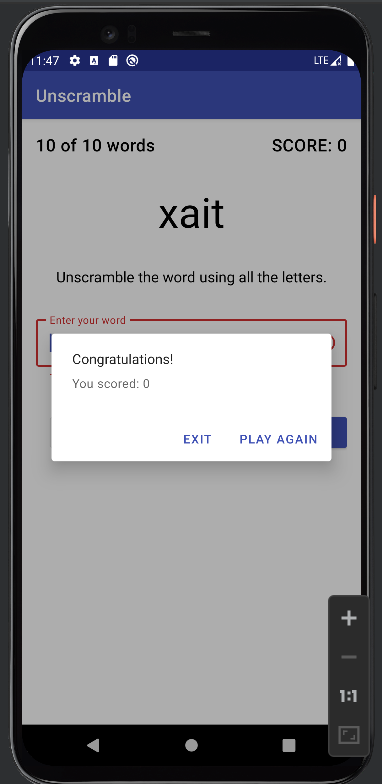 11:47 LTE
Unscramble
10 of 10 words SCORE: 0
xait
Unscramble the word using all the letters.
Enter your word
Congratulations!
You scored: 0
EXIT PLAY AGAIN
1:1